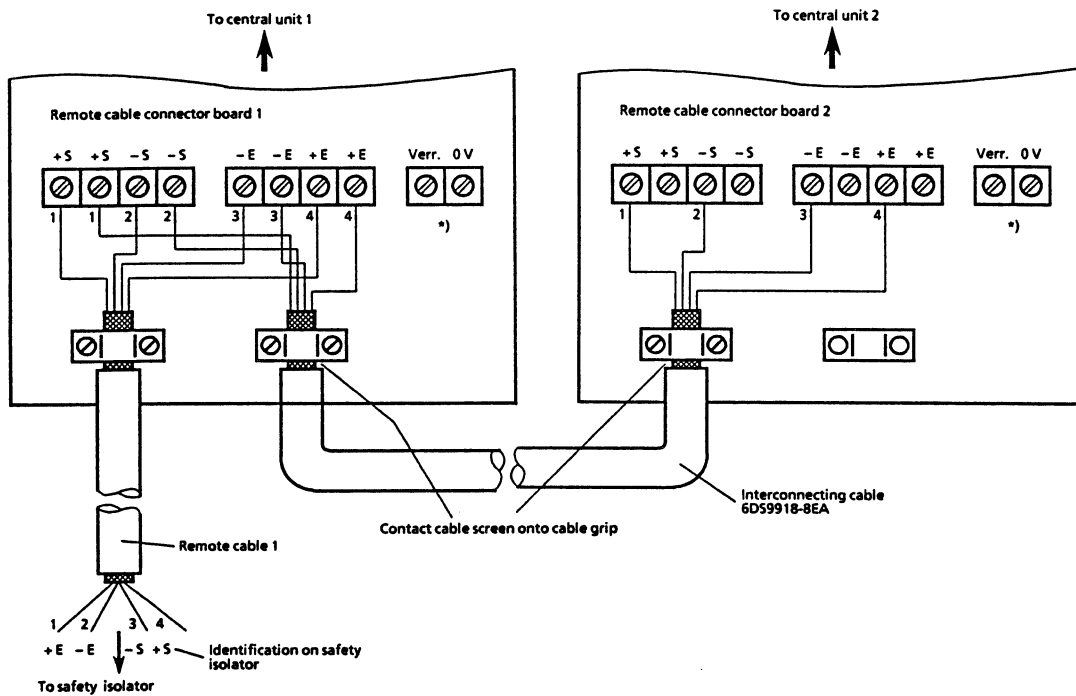 To central unit 1
To central unit 2
Remote cable connector board 1
+S +S −S −S −E −E +E +E Verr. 0 V
1 1 2 2 3 3 4 4 *)
Remote cable connector board 2
+S +S −S −S −E −E +E +E Verr. 0 V
1 2 3 4 *)
Interconnecting cable
6DS9918-8EA
Contact cable screen onto cable grip
Remote cable 1
1 2 3 4
+E −E −S +S
Identification on safety
isolator
To safety isolator